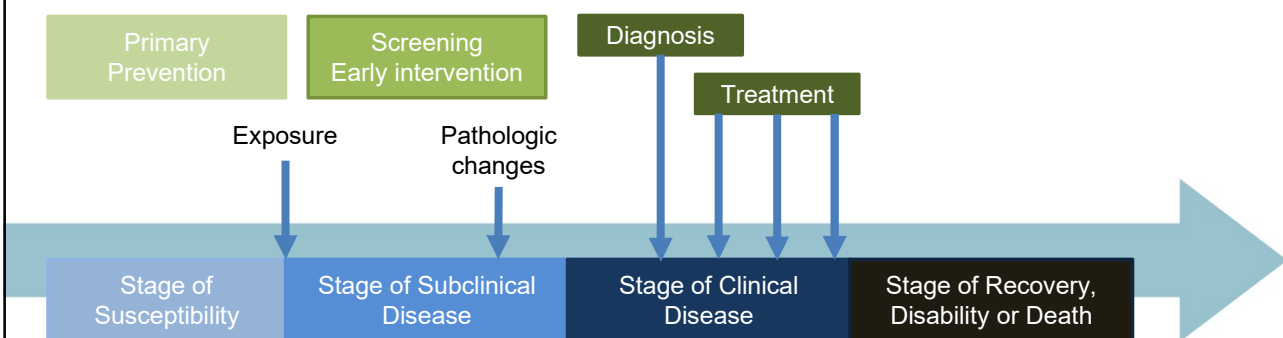 Primary
Prevention
Screening
Early intervention
Diagnosis
Treatment
Exposure
Pathologic
changes
Stage of
Susceptibility
Stage of Subclinical
Disease
Stage of Clinical
Disease
Stage of Recovery,
Disability or Death